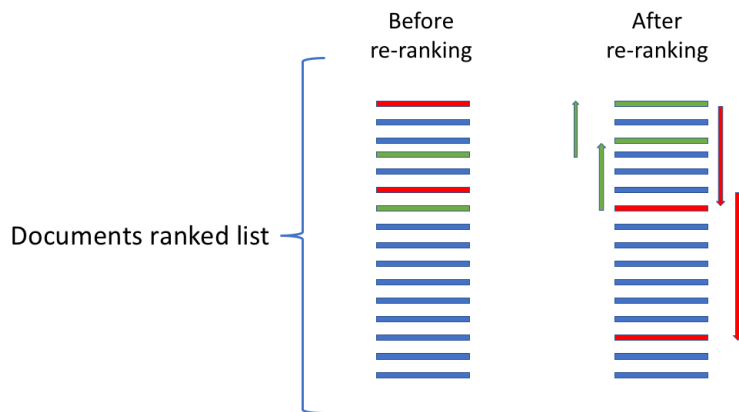 Before
re-ranking
After
re-ranking
Documents ranked list